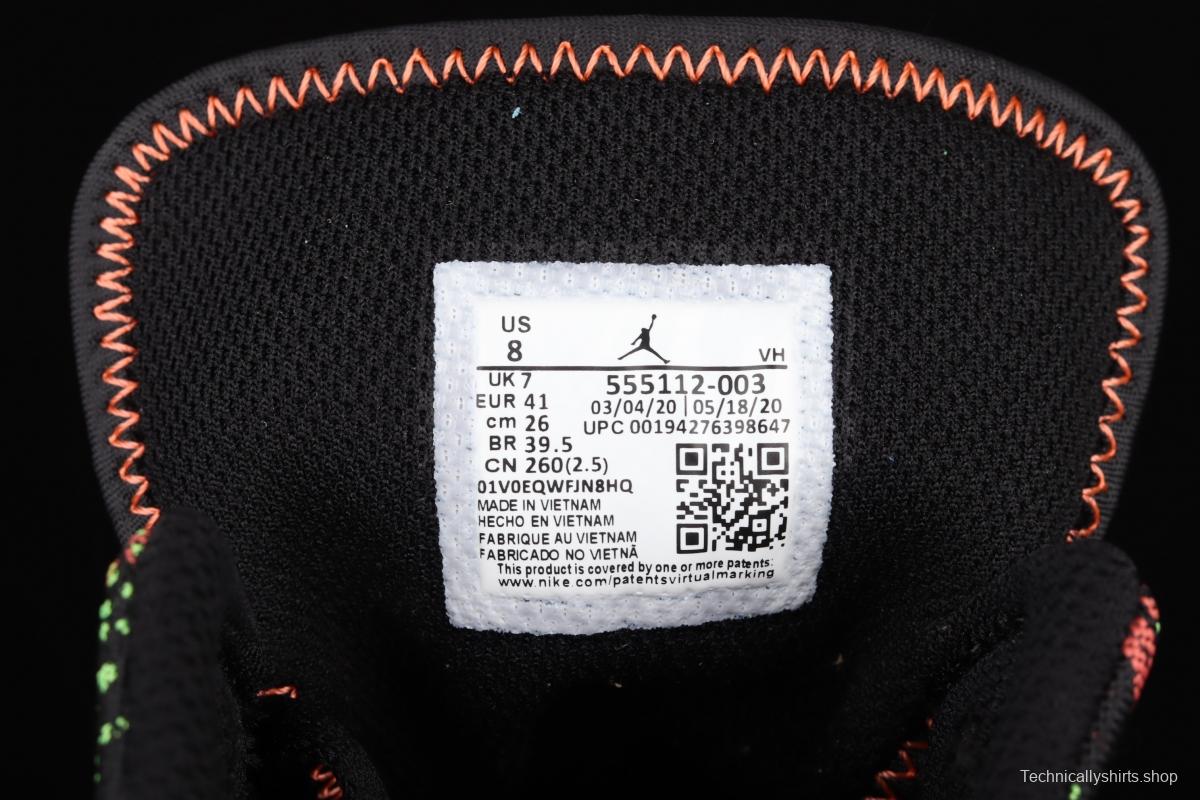 US
8
VH
UK 7
EUR 41
cm 26
BR 39.5
CN 260(2.5)
555112-003
03/04/20 | 05/18/20
UPC 00194276398647
01V0EQWFJN8HQ
MADE IN VIETNAM
HECHO EN VIETNAM
FABRIQUE AU VIETNAM
FABRICADO NO VIETNÃ
This product is covered by one or more patents:
www.nike.com/patentsvirtualmarking
Technicallyshirts.shop